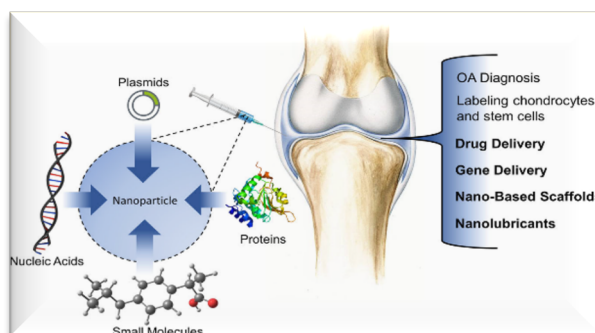 Plasmids
Nanoparticle
Nucleic Acids
Proteins
Small Molecules
OA Diagnosis
Labeling chondrocytes
and stem cells
Drug Delivery
Gene Delivery
Nano-Based Scaffold
Nanolubricants